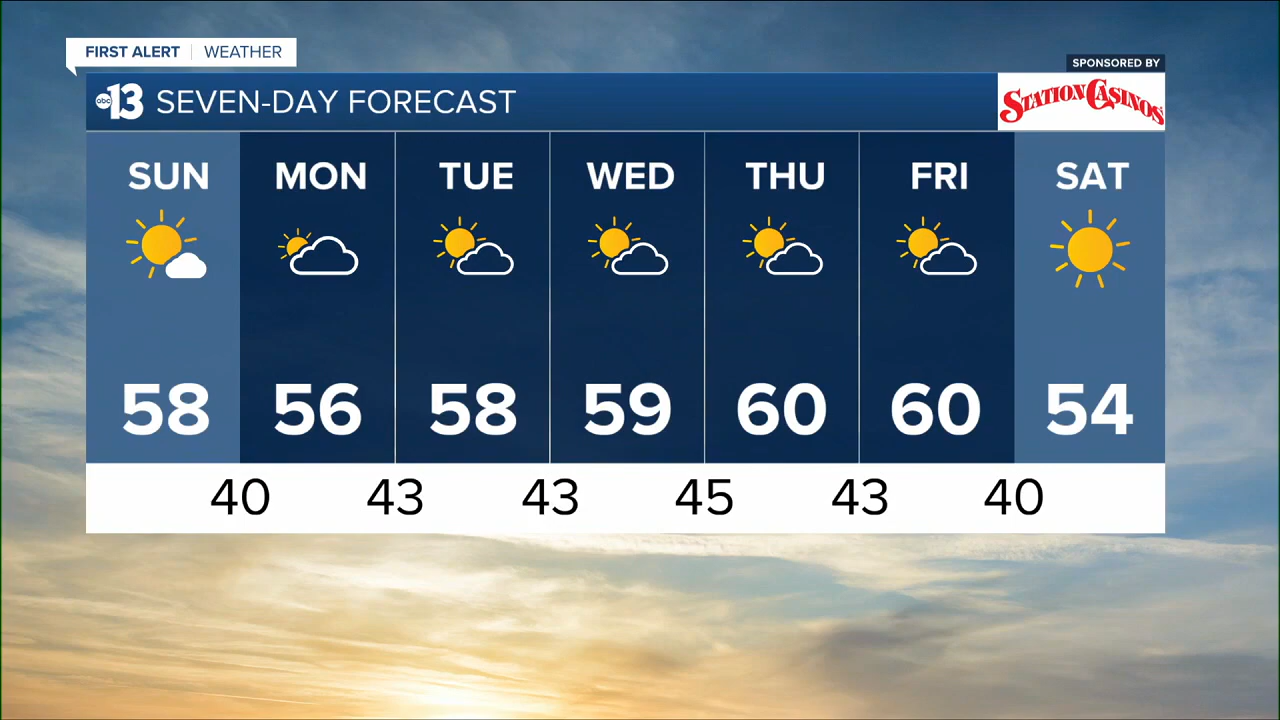 FIRST ALERT WEATHER
SPONSORED BY
abc 13 SEVEN-DAY FORECAST
STATION CASINOS
SUN MON TUE WED THU FRI SAT
58 56 58 59 60 60 54
40 43 43 45 43 40